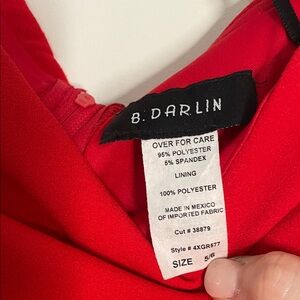 B. DARLIN
OVER FOR CARE
95% POLYESTER
5% SPANDEX
LINING
100% POLYESTER
MADE IN MEXICO
OF IMPORTED FABRIC
Cut # 38879
Style # 4XGR577
SIZE 5/6